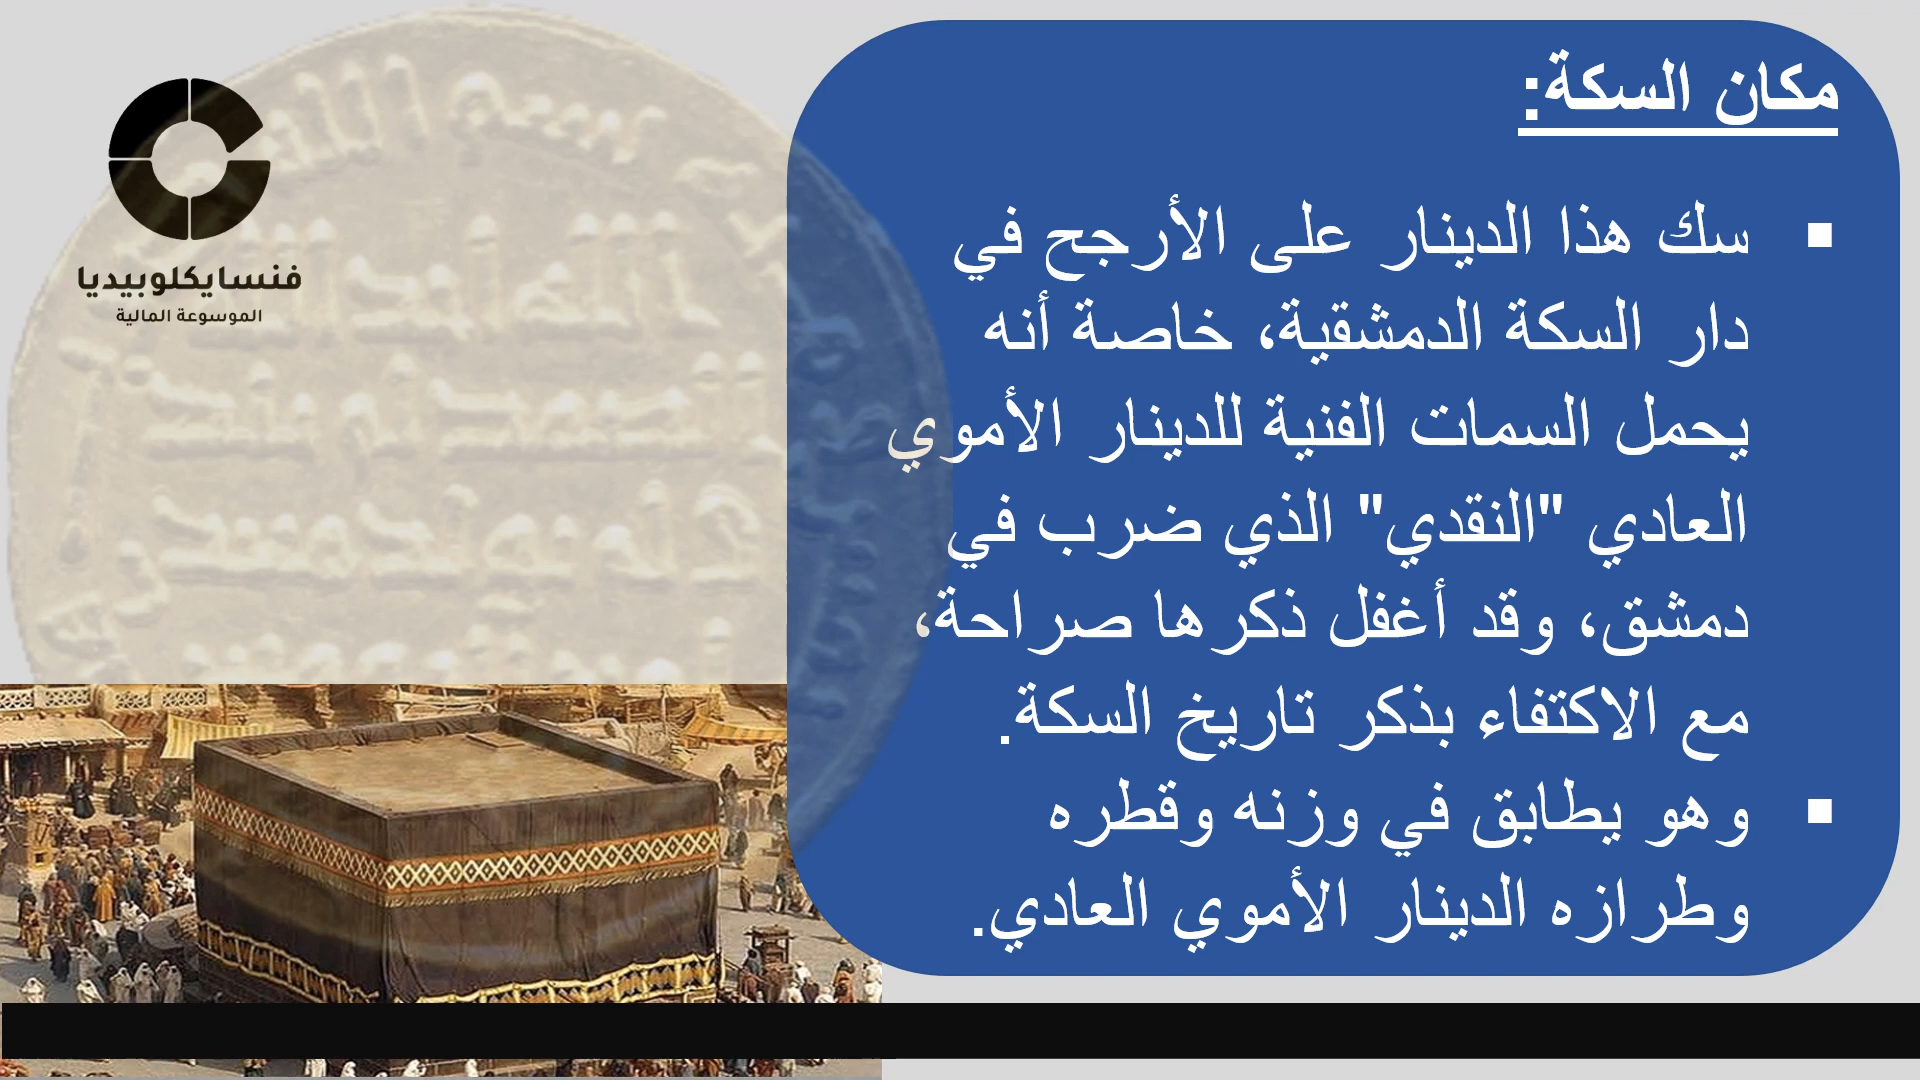 مكان السكة:
▪ سك هذا الدينار على الأرجح في
دار السكة الدمشقية، خاصة أنه
يحمل السمات الفنية للدينار الأموي
العادي "النقدي" الذي ضرب في
دمشق، وقد أغفل ذكرها صراحة،
مع الاكتفاء بذكر تاريخ السكة.
▪ وهو يطابق في وزنه وقطره
وطرازه الدينار الأموي العادي.
فنسايكلوبيديا
الموسوعة المالية